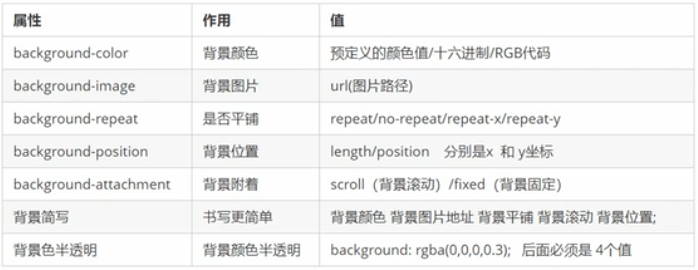 属性 作用 值
background-color 背景颜色 预定义的颜色值/十六进制/RGB代码
background-image 背景图片 url(图片路径)
background-repeat 是否平铺 repeat/no-repeat/repeat-x/repeat-y
background-position 背景位置 length/position 分别是x 和 y坐标
background-attachment 背景附着 scroll（背景滚动）/fixed（背景固定）
背景简写 书写更简单 背景颜色 背景图片地址 背景平铺 背景滚动 背景位置;
背景色半透明 背景颜色半透明 background: rgba(0,0,0,0.3); 后面必须是 4个值